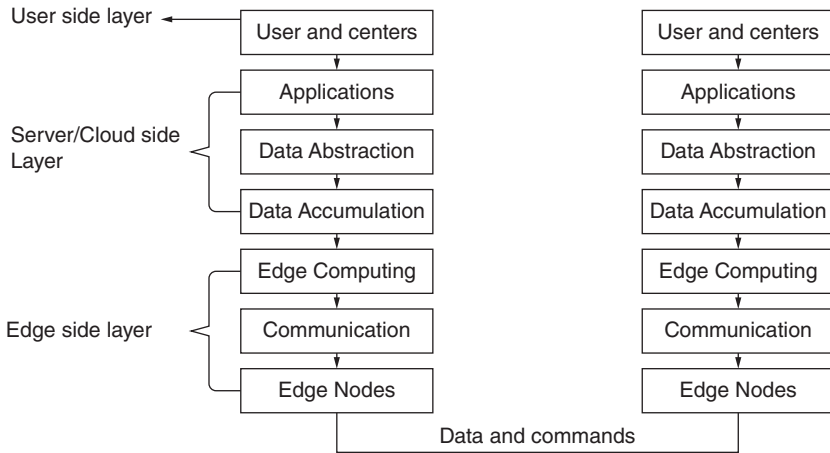 User side layer
User and centers
User and centers
Applications
Applications
Server/Cloud side
Layer
Data Abstraction
Data Abstraction
Data Accumulation
Data Accumulation
Edge Computing
Edge Computing
Edge side layer
Communication
Communication
Edge Nodes
Edge Nodes
Data and commands